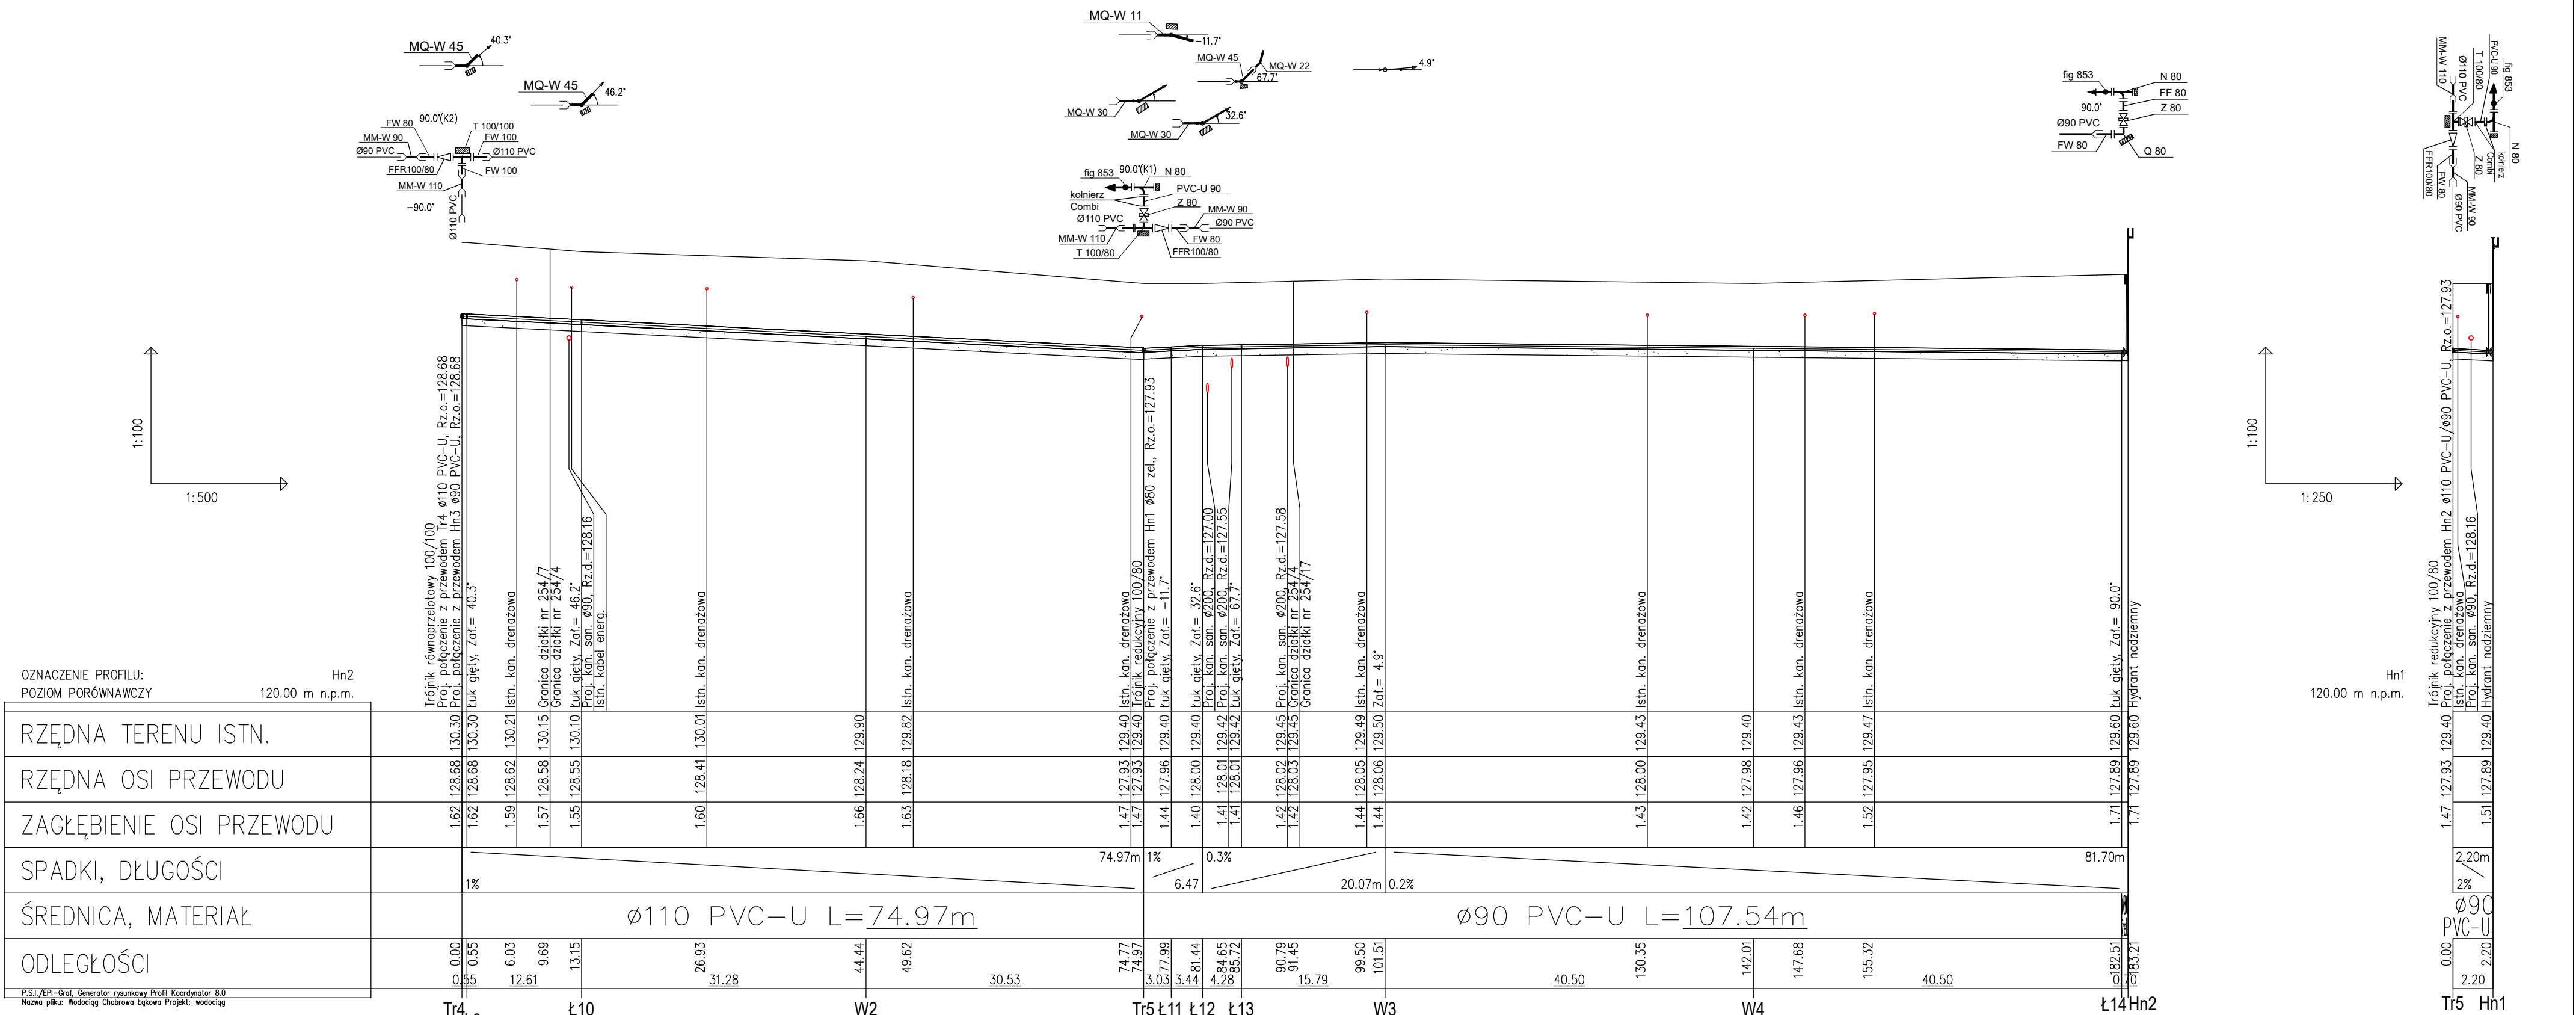 MQ-W 45
40.3°
MQ-W 45
46.2°
FW 80
90.0°(K2)
T 100/100
MM-W 90
FW 100
Ø90 PVC
Ø110 PVC
FFR100/80
FW 100
MM-W 110
-90.0°
Ø110 PVC
MQ-W 11
-11.7°
MQ-W 45
MQ-W 22
67.7°
MQ-W 30
MQ-W 30
32.6°
4.9°
fig 853
90.0°(K1)
N 80
kołnierz
Combi
PVC-U 90
Z 80
Ø110 PVC
MM-W 90
Ø90 PVC
MM-W 110
FW 80
T 100/80
FFR100/80
fig 853
N 80
FF 80
90.0°
Z 80
Ø90 PVC
FW 80
Q 80
MM-W 110
Ø110 PVC
T 100/80
PVC-U 90
fig 853
FFR100/80
FW 80
Ø90 PVC
MM-W 90
Z 80
Combi
kołnierz
N 80
1:100
1:500
1:100
1:250
Trójnik równoprzelotowy 100/100
Proj. połączenie z przewodem Tr4 ø110 PVC-U, Rz.o.=128.68
Proj. połączenie z przewodem Hn3 ø90 PVC-U, Rz.o.=128.68
Łuk gięty, Zał.= 40.3°
Istn. kan. drenażowa
Granica działki nr 254/7
Granica działki nr 254/4
Łuk gięty, Zał.= 46.2°
Proj. kan. san. ø90, Rz.d.=128.16
Istn. kabel energ.
Istn. kan. drenażowa
Istn. kan. drenażowa
Istn. kan. drenażowa
Trójnik redukcyjny 100/80
Proj. połączenie z przewodem Hn1 ø80 żel., Rz.o.=127.93
Łuk gięty, Zał.= -11.7°
Łuk gięty, Zał.= 32.6°
Proj. kan. san. ø200, Rz.d.=127.00
Proj. kan. san. ø200, Rz.d.=127.55
Łuk gięty, Zał.= 67.7°
Proj. kan. san. ø200, Rz.d.=127.58
Granica działki nr 254/4
Granica działki nr 254/17
Istn. kan. drenażowa
Zał.= 4.9°
Istn. kan. drenażowa
Istn. kan. drenażowa
Istn. kan. drenażowa
Łuk gięty, Zał.= 90.0°
Hydrant nadziemny
Trójnik redukcyjny 100/80
Proj. połączenie z przewodem Hn2 ø110 PVC-U/ø90 PVC-U, Rz.o.=127.93
Istn. kan. drenażowa
Proj. kan. san. ø90, Rz.d.=128.16
Hydrant nadziemny
OZNACZENIE PROFILU: Hn2
POZIOM PORÓWNAWCZY 120.00 m n.p.m.
Hn1
120.00 m n.p.m.
RZĘDNA TERENU ISTN.
130.30 130.30 130.21 130.15 130.10 130.01 129.90 129.82 129.40 129.40 129.40 129.40 129.42 129.42 129.45 129.45 129.49 129.50 129.43 129.40 129.43 129.47 129.60 129.60 129.40 129.40
RZĘDNA OSI PRZEWODU
128.68 128.68 128.62 128.58 128.55 128.41 128.24 128.18 127.93 127.93 127.96 128.00 128.01 128.01 128.02 128.03 128.05 128.06 128.00 127.98 127.96 127.95 127.89 127.89 127.93 127.89
ZAGŁĘBIENIE OSI PRZEWODU
1.62 1.62 1.59 1.57 1.55 1.60 1.66 1.63 1.47 1.47 1.44 1.40 1.41 1.41 1.42 1.42 1.44 1.44 1.43 1.42 1.46 1.52 1.71 1.71 1.47 1.51
SPADKI, DŁUGOŚCI
1% 74.97m 1% 6.47 0.3% 20.07m 0.2% 81.70m 2.20m 2%
ŚREDNICA, MATERIAŁ
ø110 PVC-U L=74.97m
ø90 PVC-U L=107.54m
ø90
PVC-U
ODLEGŁOŚCI
0.00 0.55 6.03 9.69 13.15 26.93 44.44 49.62 74.77 74.97 77.99 81.44 84.65 85.72 90.79 91.45 99.50 101.51 130.35 142.01 147.68 155.32 182.51 183.21 0.00 2.20
0.55 12.61 31.28 30.53 3.03 3.44 4.28 15.79 40.50 40.50 0.70 2.20
P.S.I./EPI-Graf, Generator rysunkowy Profil Koordynator 8.0
Nazwa pliku: Wodociąg Chabrowa Łąkowa Projekt: wodociąg
Tr4 Ł10 W2 Tr5 Ł11 Ł12 Ł13 W3 W4 Ł14 Hn2 Tr5 Hn1